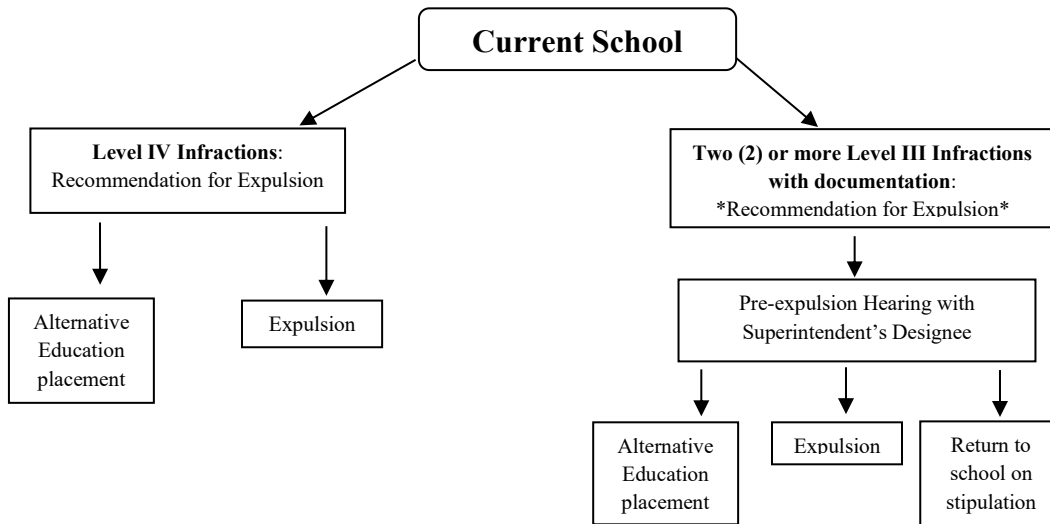 Current School
Level IV Infractions:
Recommendation for Expulsion
Two (2) or more Level III Infractions
with documentation:
*Recommendation for Expulsion*
Alternative
Education
placement
Expulsion
Pre-expulsion Hearing with
Superintendent’s Designee
Alternative
Education
placement
Expulsion
Return to
school on
stipulation